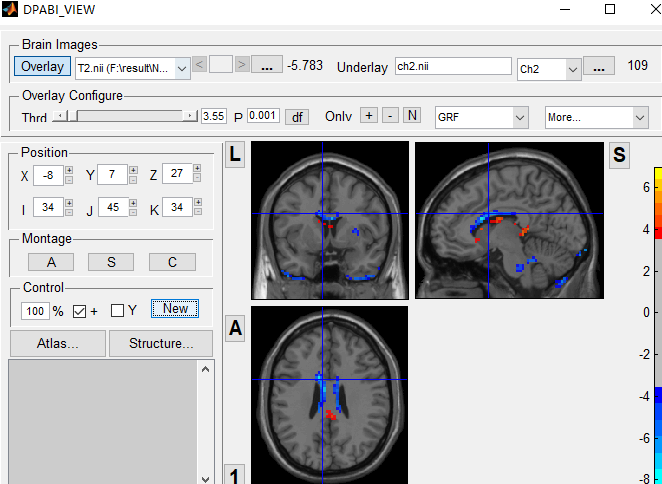 DPABI_VIEW
Brain Images
Overlay T2.nii (F:\result\N... < > ... -5.783 Underlay ch2.nii Ch2 ... 109
Overlay Configure
Thrd 3.55 P 0.001 df Only + - N GRF More...
Position
X -8 + - Y 7 + - Z 27 + -
I 34 + - J 45 + - K 34 + -
Montage
A S C
Control
100 % + Y New
Atlas... Structure...
L
S
A
1
6
4
2
0
-2
-4
-6
-8